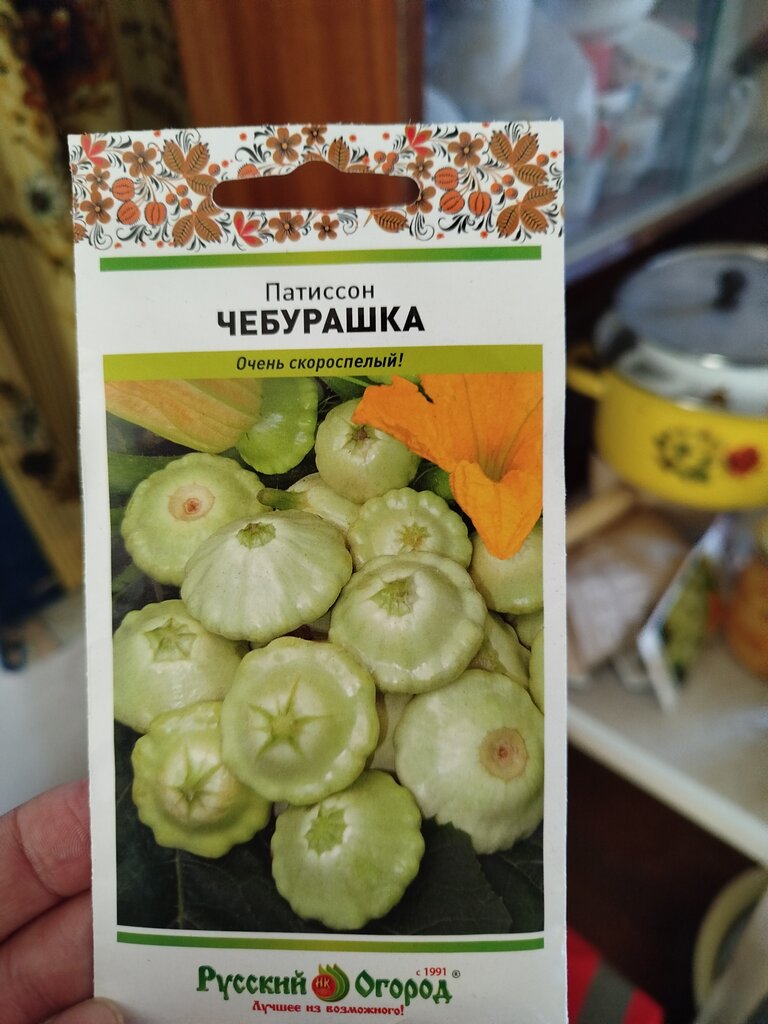 Патиссон
ЧЕБУРАШКА
Очень скороспелый!
Русский НК Огород ®
с 1991
Лучшее из возможного!